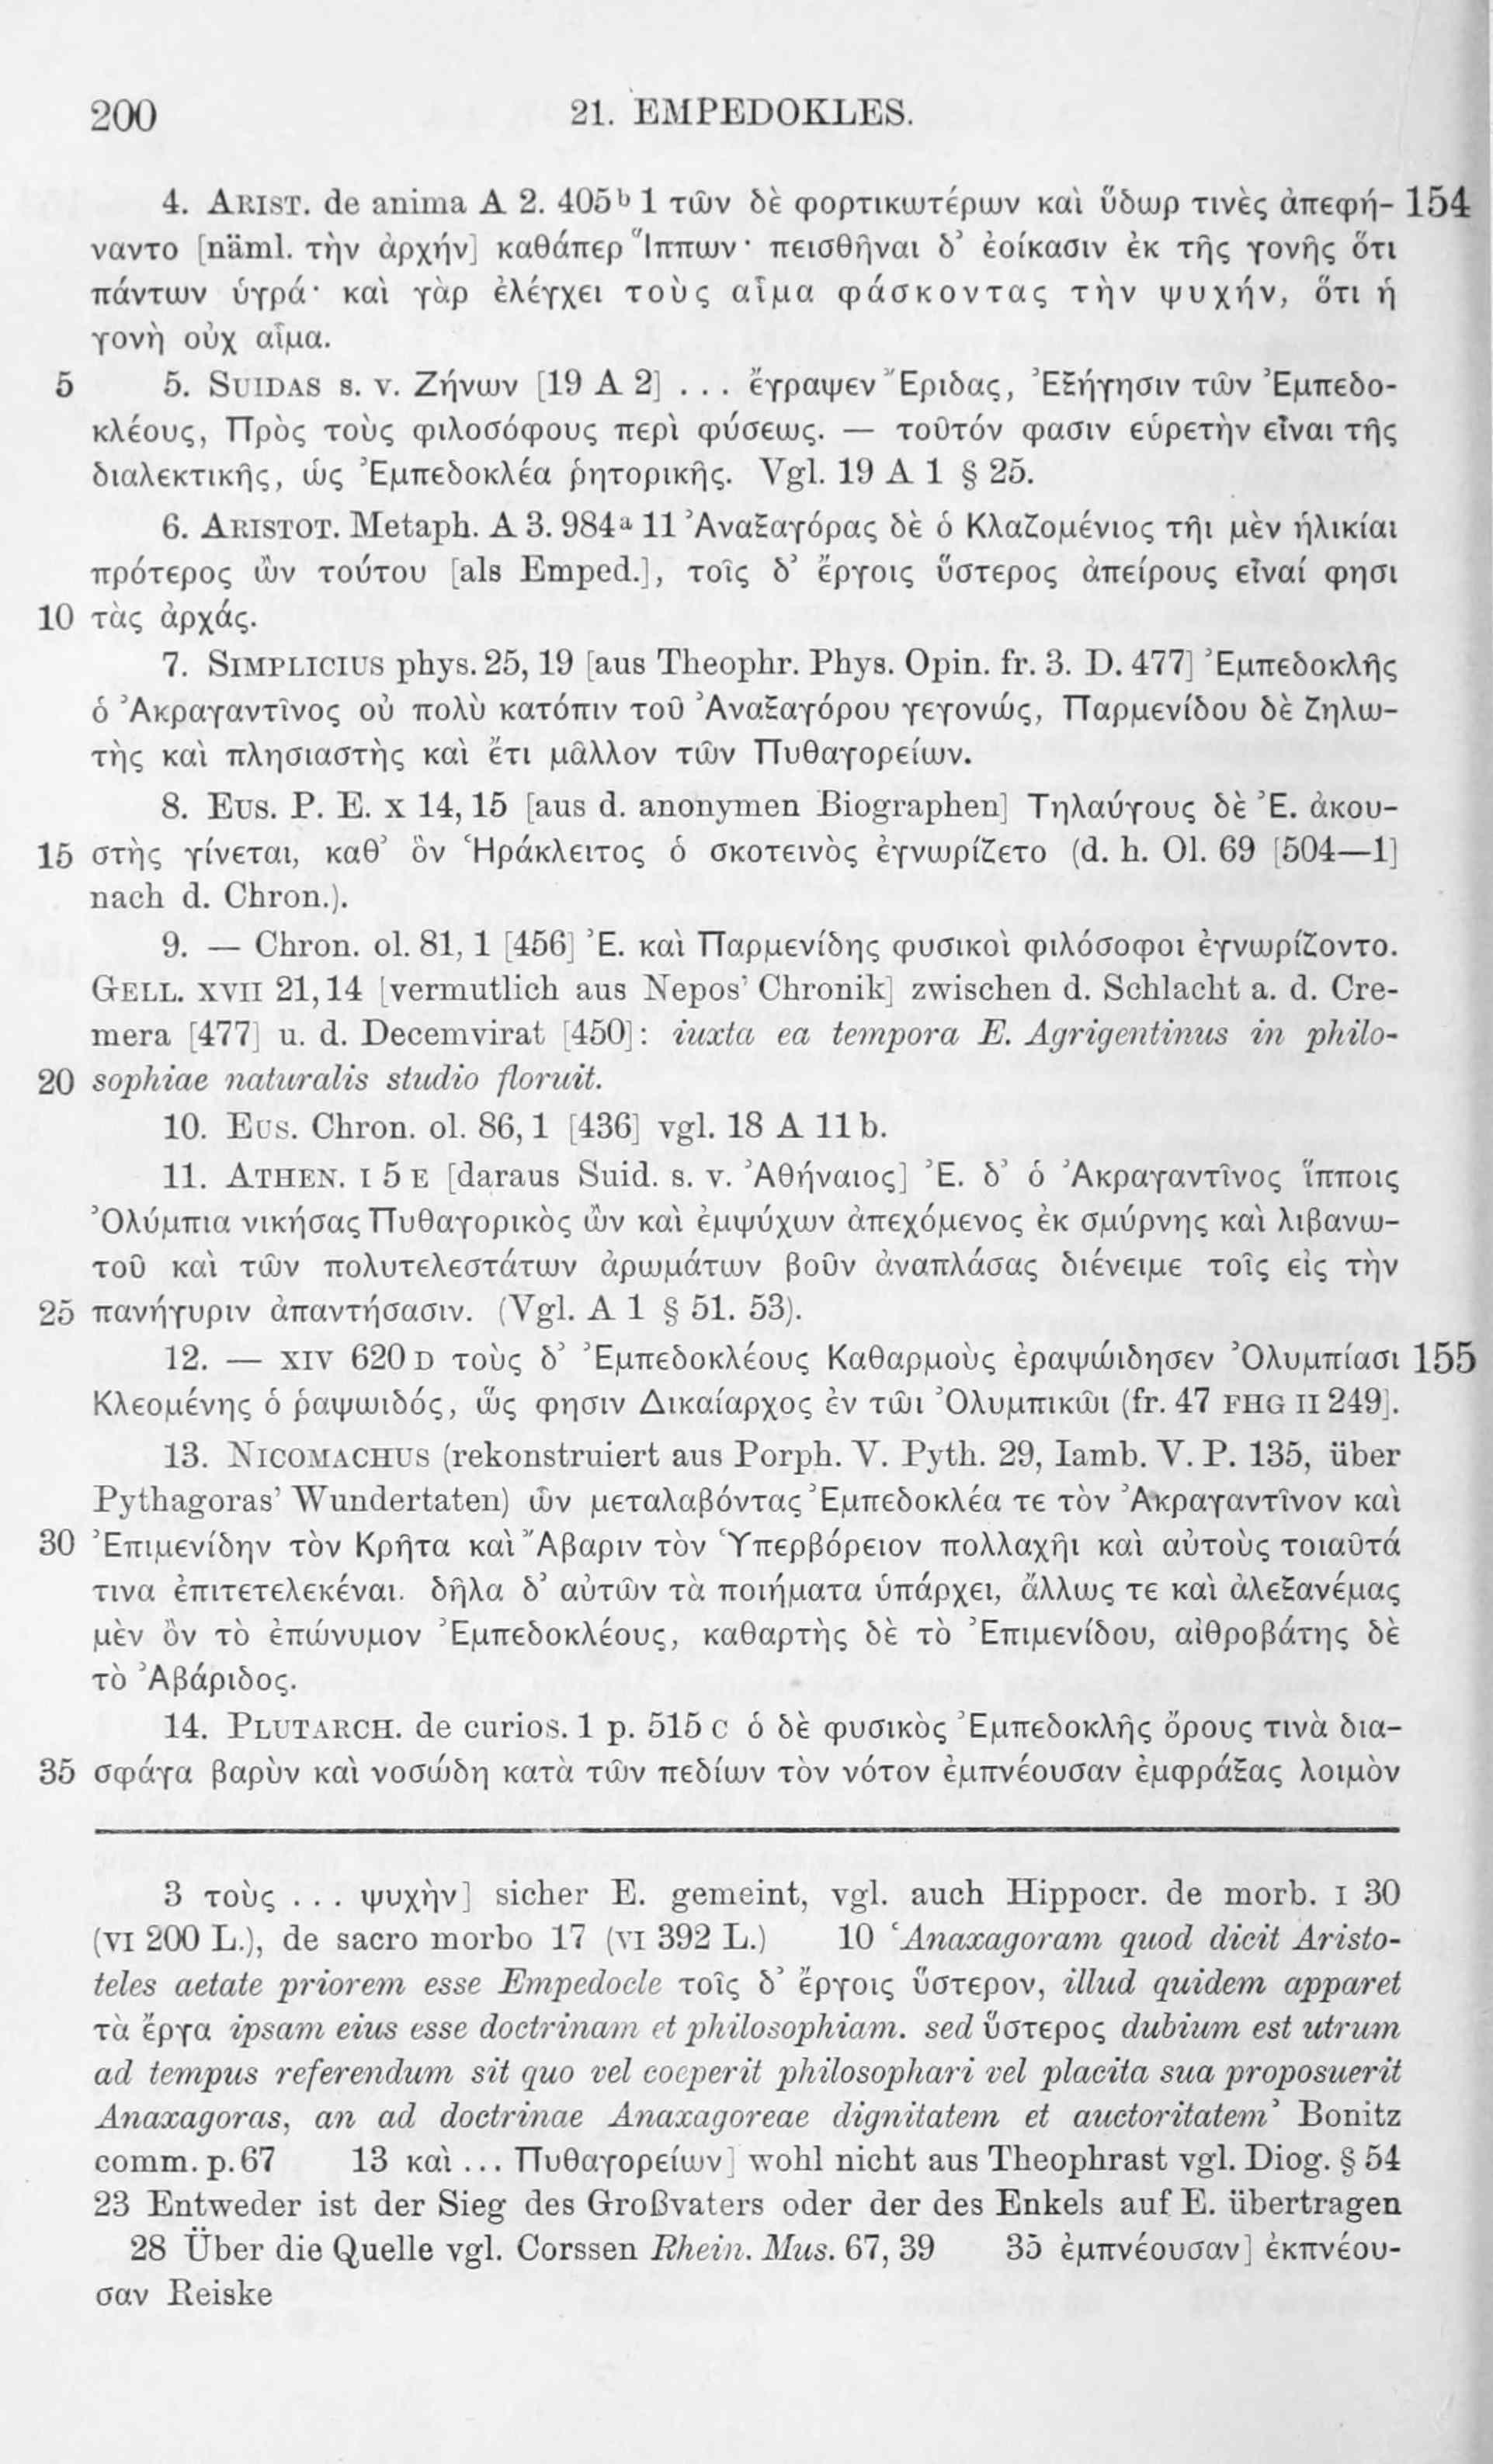 200 21. EMPEDOKLES.
4. ARIST. de anima A 2. 405ᵇ 1 τῶν δὲ φορτικωτέρων καὶ ὕδωρ τινὲς ἀπεφή- 154
ναντο [näml. τὴν ἀρχήν] καθάπερ Ἵππων· πεισθῆναι δ’ ἐοίκασιν ἐκ τῆς γονῆς ὅτι
πάντων ὑγρά· καὶ γὰρ ἐλέγχει τοὺς αἷμα φάσκοντας τὴν ψυχήν, ὅτι ἡ
γονὴ οὐχ αἷμα.
5 5. SUIDAS s. v. Ζήνων [19 A 2] . . . ἔγραψεν Ἔριδας, Ἐξήγησιν τῶν Ἐμπεδο-
κλέους, Πρὸς τοὺς φιλοσόφους περὶ φύσεως. — τοῦτόν φασιν εὑρετὴν εἶναι τῆς
διαλεκτικῆς, ὡς Ἐμπεδοκλέα ῥητορικῆς. Vgl. 19 A 1 § 25.
6. ARISTOT. Metaph. A 3. 984ᵃ 11 Ἀναξαγόρας δὲ ὁ Κλαζομένιος τῆι μὲν ἡλικίαι
πρότερος ὢν τούτου [als Emped.], τοῖς δ’ ἔργοις ὕστερος ἀπείρους εἶναί φησι
10 τὰς ἀρχάς.
7. SIMPLICIUS phys. 25, 19 [aus Theophr. Phys. Opin. fr. 3. D. 477] Ἐμπεδοκλῆς
ὁ Ἀκραγαντῖνος οὐ πολὺ κατόπιν τοῦ Ἀναξαγόρου γεγονώς, Παρμενίδου δὲ ζηλω-
τὴς καὶ πλησιαστὴς καὶ ἔτι μᾶλλον τῶν Πυθαγορείων.
8. EUS. P. E. X 14, 15 [aus d. anonymen Biographen] Τηλαύγους δὲ Ἐ. ἀκου-
15 στὴς γίνεται, καθ’ ὃν Ἡράκλειτος ὁ σκοτεινὸς ἐγνωρίζετο (d. h. Ol. 69 [504—1]
nach d. Chron.).
9. — Chron. ol. 81, 1 [456] Ἐ. καὶ Παρμενίδης φυσικοὶ φιλόσοφοι ἐγνωρίζοντο.
GELL. XVII 21, 14 [vermutlich aus Nepos’ Chronik] zwischen d. Schlacht a. d. Cre-
mera [477] u. d. Decemvirat [450]: iuxta ea tempora E. Agrigentinus in philo-
20 sophiae naturalis studio floruit.
10. EUS. Chron. ol. 86, 1 [436] vgl. 18 A 11 b.
11. ATHEN. I 5 E [daraus Suid. s. v. Ἀθήναιος] Ἐ. δ’ ὁ Ἀκραγαντῖνος ἵπποις
Ὀλύμπια νικήσας Πυθαγορικὸς ὢν καὶ ἐμψύχων ἀπεχόμενος ἐκ σμύρνης καὶ λιβανω-
τοῦ καὶ τῶν πολυτελεστάτων ἀρωμάτων βοῦν ἀναπλάσας διένειμε τοῖς εἰς τὴν
25 πανήγυριν ἀπαντήσασιν. (Vgl. A 1 § 51. 53).
12. — XIV 620 D τοὺς δ’ Ἐμπεδοκλέους Καθαρμοὺς ἐραψώιδησεν Ὀλυμπίασι 155
Κλεομένης ὁ ῥαψωιδός, ὥς φησιν Δικαίαρχος ἐν τῶι Ὀλυμπικῶι (fr. 47 FHG II 249].
13. NICOMACHUS (rekonstruiert aus Porph. V. Pyth. 29, Iamb. V. P. 135, über
Pythagoras’ Wundertaten) ὧν μεταλαβόντας Ἐμπεδοκλέα τε τὸν Ἀκραγαντῖνον καὶ
30 Ἐπιμενίδην τὸν Κρῆτα καὶ Ἄβαριν τὸν Ὑπερβόρειον πολλαχῆι καὶ αὐτοὺς τοιαῦτά
τινα ἐπιτετελεκέναι. δῆλα δ’ αὐτῶν τὰ ποιήματα ὑπάρχει, ἄλλως τε καὶ ἀλεξανέμας
μὲν ὂν τὸ ἐπώνυμον Ἐμπεδοκλέους, καθαρτὴς δὲ τὸ Ἐπιμενίδου, αἰθροβάτης δὲ
τὸ Ἀβάριδος.
14. PLUTARCH. de curios. 1 p. 515 C ὁ δὲ φυσικὸς Ἐμπεδοκλῆς ὄρους τινὰ δια-
35 σφάγα βαρὺν καὶ νοσώδη κατὰ τῶν πεδίων τὸν νότον ἐμπνέουσαν ἐμφράξας λοιμὸν
3 τοὺς . . . ψυχὴν] sicher E. gemeint, vgl. auch Hippocr. de morb. I 30
(VI 200 L.), de sacro morbo 17 (VI 392 L.) 10 ‘Anaxagoram quod dicit Aristo-
teles aetate priorem esse Empedocle τοῖς δ’ ἔργοις ὕστερον, illud quidem apparet
τὰ ἔργα ipsam eius esse doctrinam et philosophiam. sed ὕστερος dubium est utrum
ad tempus referendum sit quo vel coeperit philosophari vel placita sua proposuerit
Anaxagoras, an ad doctrinae Anaxagoreae dignitatem et auctoritatem’ Bonitz
comm. p. 67 13 καὶ ... Πυθαγορείων] wohl nicht aus Theophrast vgl. Diog. § 54
23 Entweder ist der Sieg des Großvaters oder der des Enkels auf E. übertragen
28 Über die Quelle vgl. Corssen Rhein. Mus. 67, 39 35 ἐμπνέουσαν] ἐκπνέου-
σαν Reiske